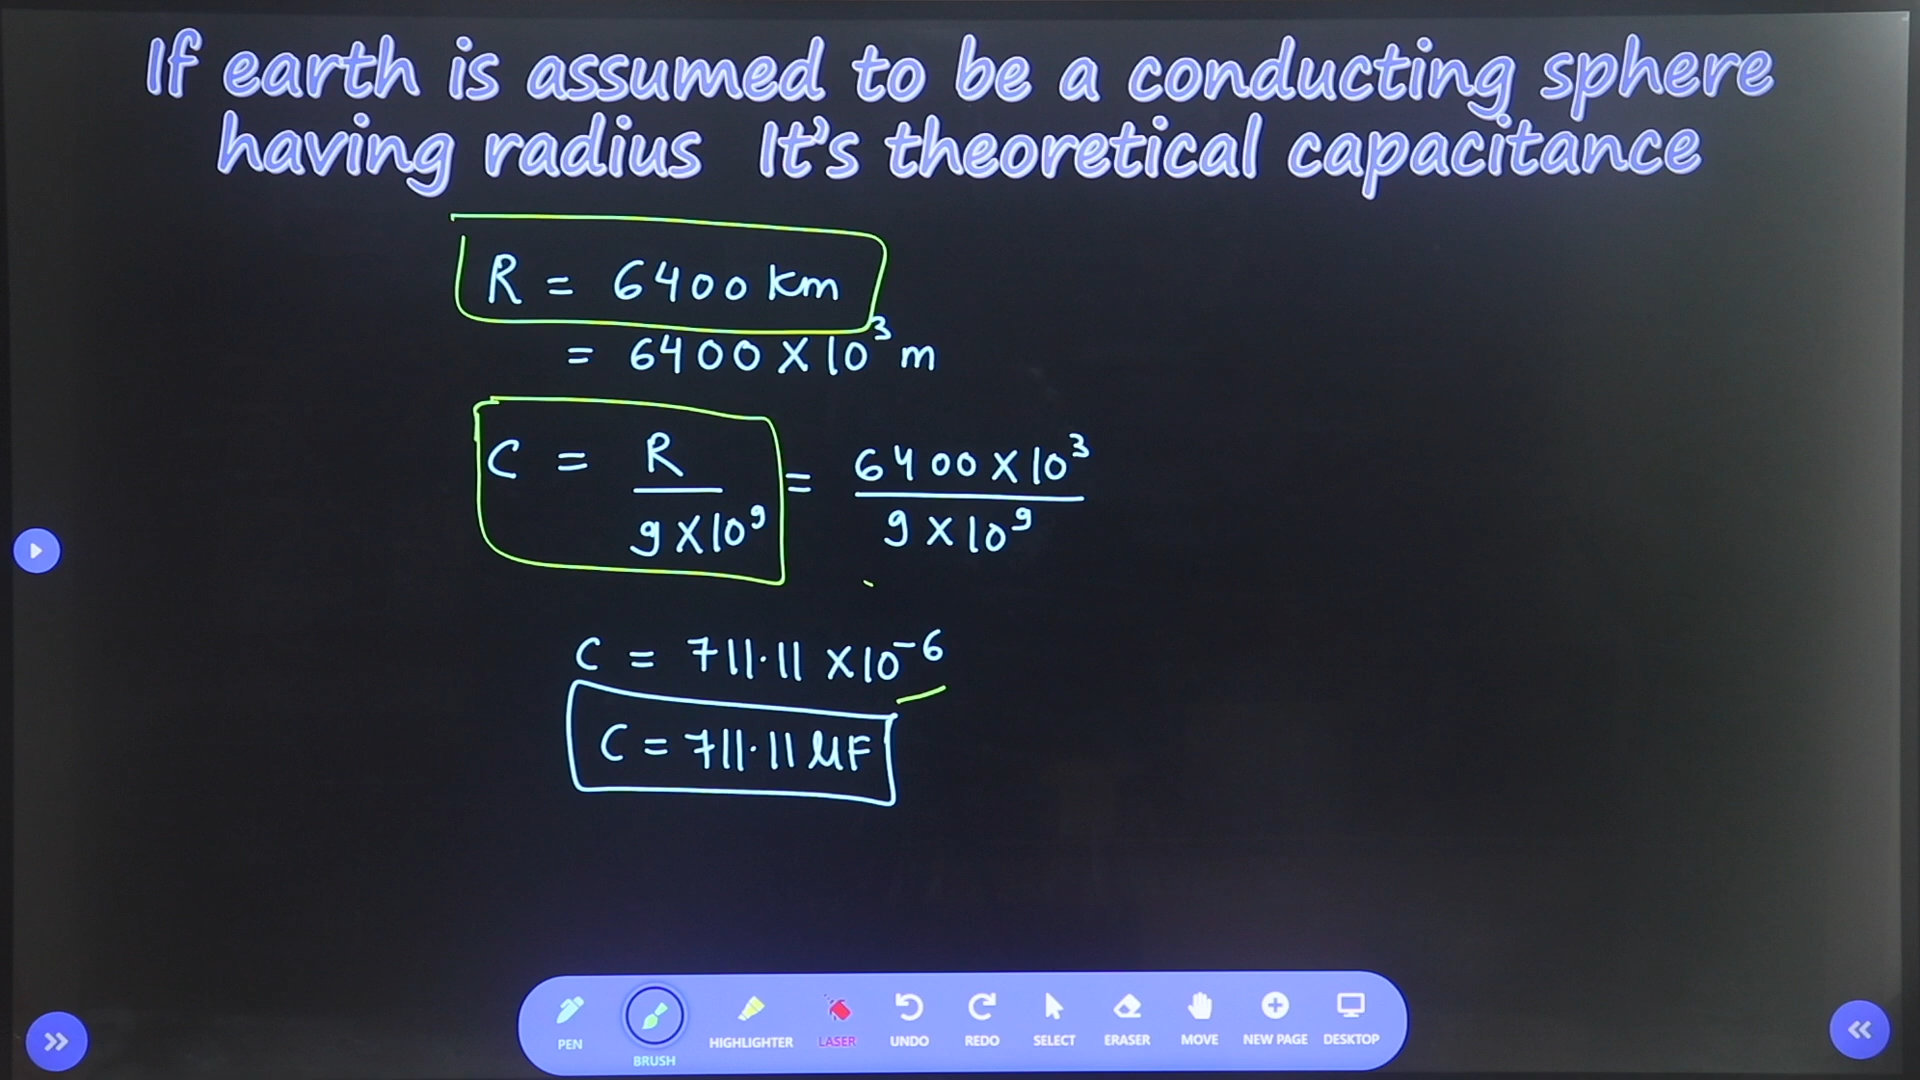 If earth is assumed to be a conducting sphere
having radius It's theoretical capacitance
R = 6400 km
= 6400 X 10³ m
C = R / 9 X 10⁹ = 6400 X 10³ / 9 X 10⁹
C = 711.11 X 10⁻⁶
C = 711.11 μF
PEN BRUSH HIGHLIGHTER LASER UNDO REDO SELECT ERASER MOVE NEW PAGE DESKTOP